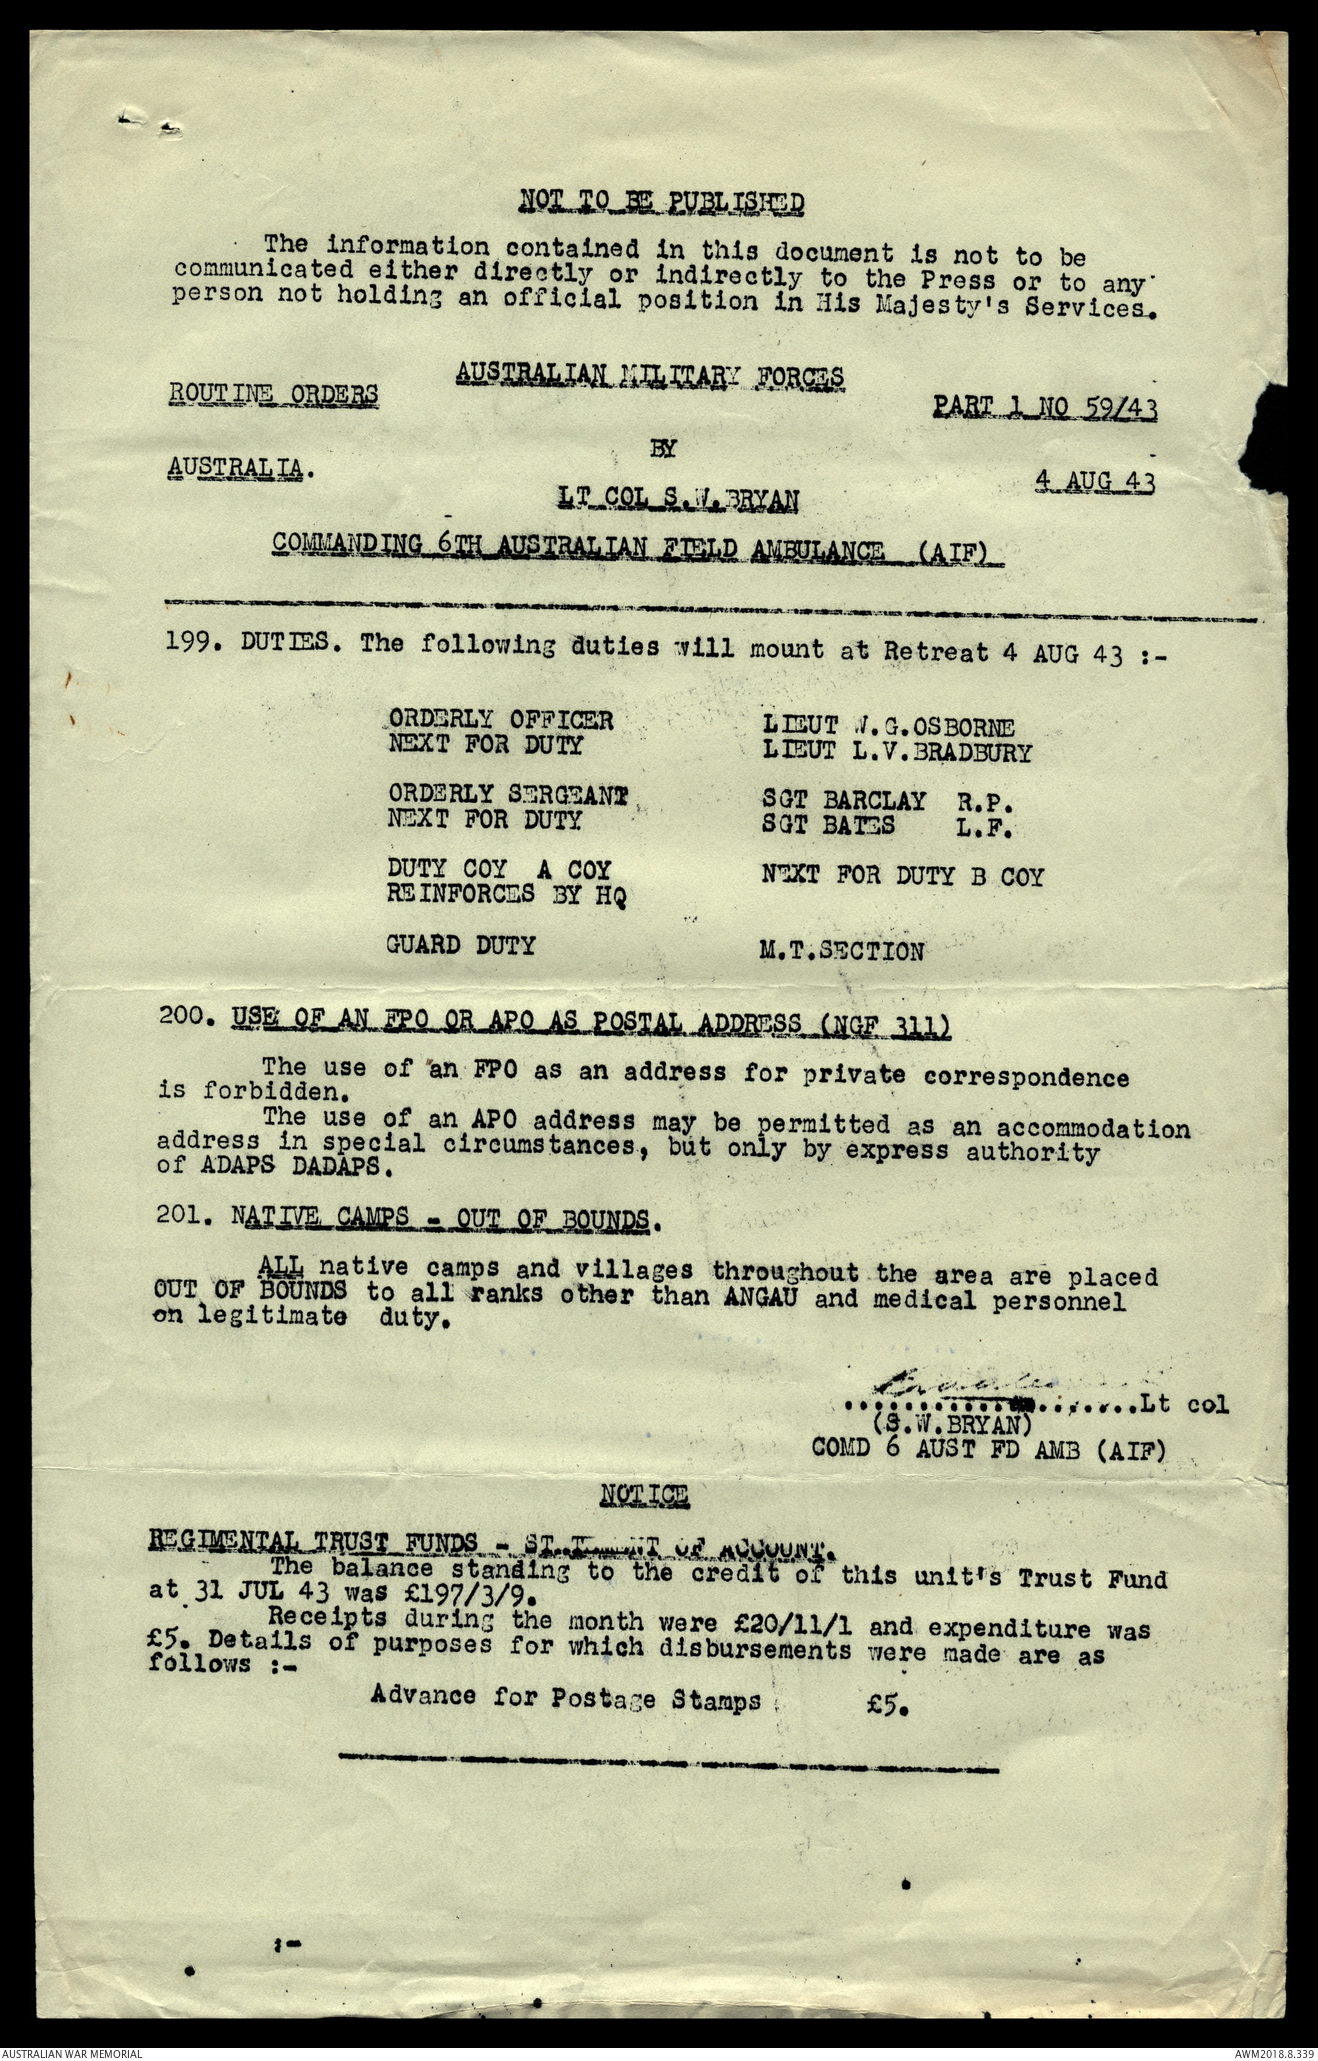 NOT TO BE PUBLISHED
The information contained in this document is not to be
communicated either directly or indirectly to the Press or to any
person not holding an official position in His Majesty's Services.
AUSTRALIAN MILITARY FORCES
ROUTINE ORDERS
PART 1 NO 59/43
BY
AUSTRALIA.
4 AUG 43
LT COL S.W.BRYAN
COMMANDING 6TH AUSTRALIAN FIELD AMBULANCE (AIF)
199. DUTIES. The following duties will mount at Retreat 4 AUG 43 :-
ORDERLY OFFICER LIEUT W.G.OSBORNE
NEXT FOR DUTY LIEUT L.V.BRADBURY
ORDERLY SERGEANT SGT BARCLAY R.P.
NEXT FOR DUTY SGT BATES L.F.
DUTY COY A COY NEXT FOR DUTY B COY
REINFORCES BY HQ
GUARD DUTY M.T.SECTION
200. USE OF AN FPO OR APO AS POSTAL ADDRESS (NGF 311)
The use of an FPO as an address for private correspondence
is forbidden.
The use of an APO address may be permitted as an accommodation
address in special circumstances, but only by express authority
of ADAPS DADAPS.
201. NATIVE CAMPS - OUT OF BOUNDS.
ALL native camps and villages throughout the area are placed
OUT OF BOUNDS to all ranks other than ANGAU and medical personnel
on legitimate duty.
....................Lt col
(S.W.BRYAN)
COMD 6 AUST FD AMB (AIF)
NOTICE
REGIMENTAL TRUST FUNDS - STATEMENT OF ACCOUNT.
The balance standing to the credit of this unit's Trust Fund
at 31 JUL 43 was £197/3/9.
Receipts during the month were £20/11/1 and expenditure was
£5. Details of purposes for which disbursements were made are as
follows :-
Advance for Postage Stamps £5.
:-
AUSTRALIAN WAR MEMORIAL
AWM2018.8.339